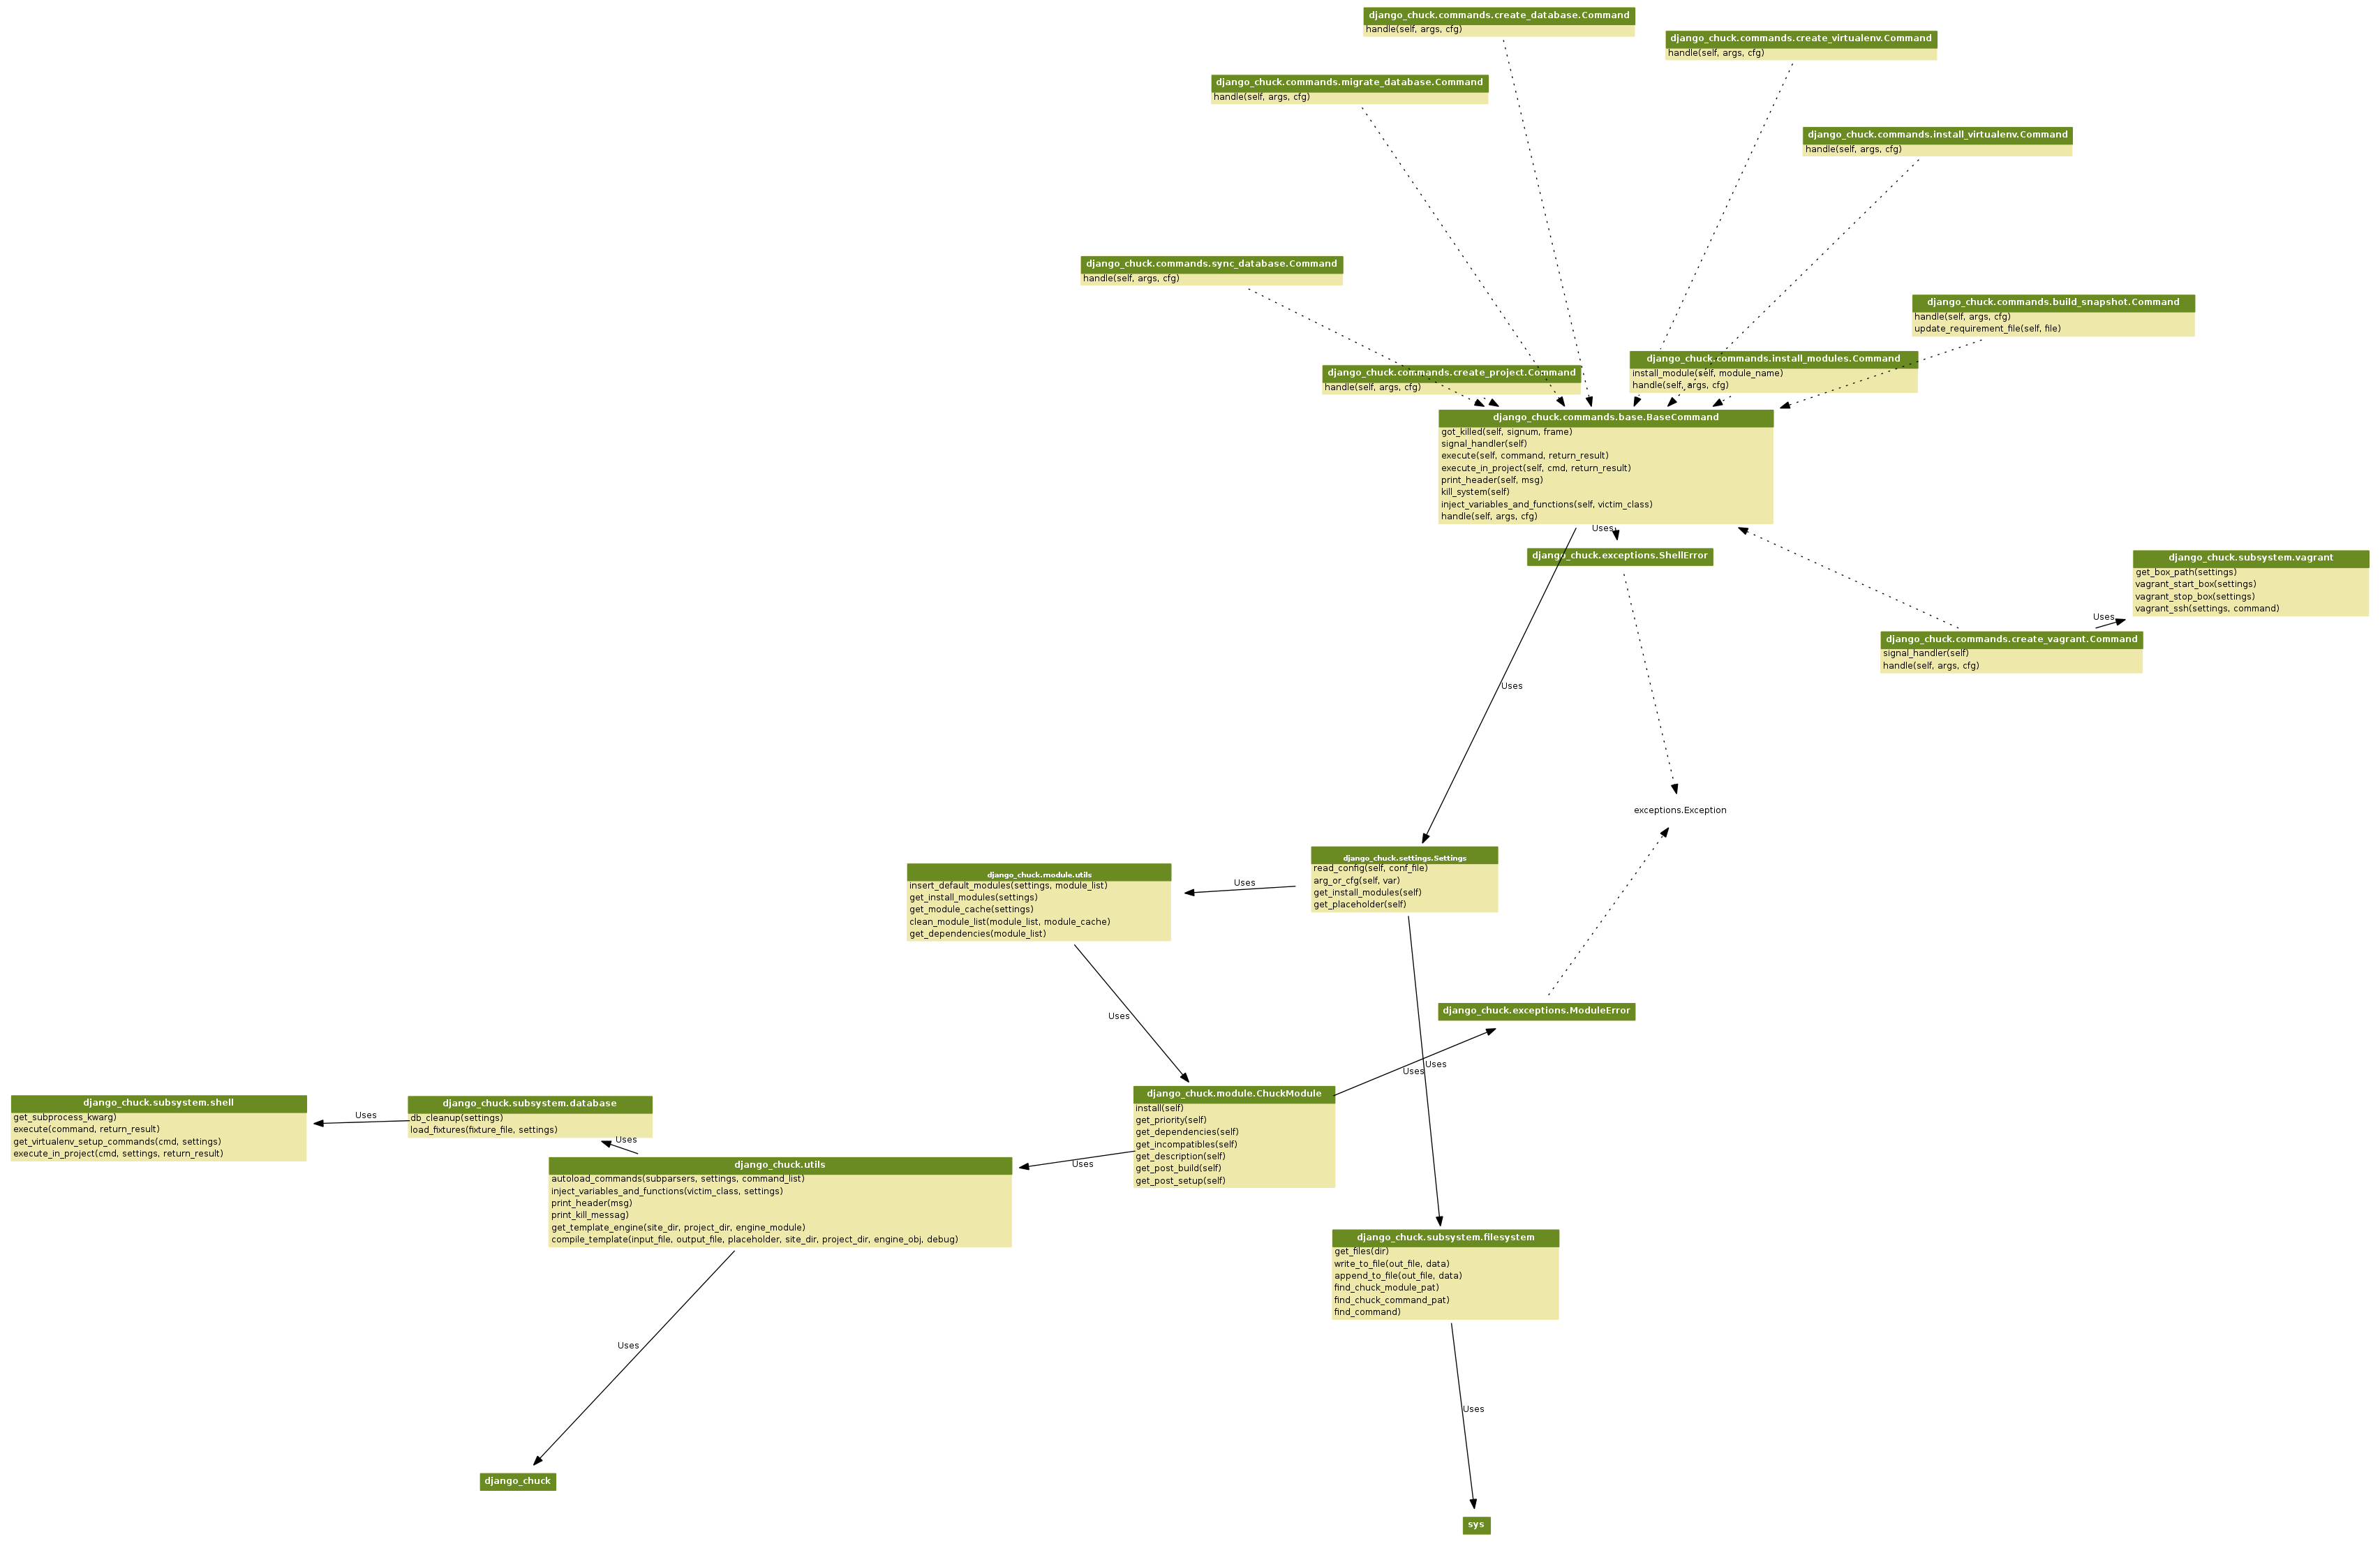 django_chuck.commands.create_database.Command
handle(self, args, cfg)
django_chuck.commands.create_virtualenv.Command
handle(self, args, cfg)
django_chuck.commands.migrate_database.Command
handle(self, args, cfg)
django_chuck.commands.install_virtualenv.Command
handle(self, args, cfg)
django_chuck.commands.sync_database.Command
handle(self, args, cfg)
django_chuck.commands.build_snapshot.Command
handle(self, args, cfg)
update_requirement_file(self, file)
django_chuck.commands.install_modules.Command
install_module(self, module_name)
handle(self, args, cfg)
django_chuck.commands.create_project.Command
handle(self, args, cfg)
django_chuck.commands.base.BaseCommand
got_killed(self, signum, frame)
signal_handler(self)
execute(self, command, return_result)
execute_in_project(self, cmd, return_result)
print_header(self, msg)
kill_system(self)
inject_variables_and_functions(self, victim_class)
handle(self, args, cfg)
Uses
django_chuck.exceptions.ShellError
django_chuck.subsystem.vagrant
get_box_path(settings)
vagrant_start_box(settings)
vagrant_stop_box(settings)
vagrant_ssh(settings, command)
Uses
django_chuck.commands.create_vagrant.Command
signal_handler(self)
handle(self, args, cfg)
Uses
exceptions.Exception
django_chuck.settings.Settings
read_config(self, conf_file)
arg_or_cfg(self, var)
get_install_modules(self)
get_placeholder(self)
Uses
django_chuck.module.utils
insert_default_modules(settings, module_list)
get_install_modules(settings)
get_module_cache(settings)
clean_module_list(module_list, module_cache)
get_dependencies(module_list)
Uses
django_chuck.exceptions.ModuleError
Uses
Uses
django_chuck.module.ChuckModule
install(self)
get_priority(self)
get_dependencies(self)
get_incompatibles(self)
get_description(self)
get_post_build(self)
get_post_setup(self)
django_chuck.subsystem.shell
get_subprocess_kwarg)
execute(command, return_result)
get_virtualenv_setup_commands(cmd, settings)
execute_in_project(cmd, settings, return_result)
Uses
django_chuck.subsystem.database
db_cleanup(settings)
load_fixtures(fixture_file, settings)
Uses
Uses
django_chuck.utils
autoload_commands(subparsers, settings, command_list)
inject_variables_and_functions(victim_class, settings)
print_header(msg)
print_kill_messag)
get_template_engine(site_dir, project_dir, engine_module)
compile_template(input_file, output_file, placeholder, site_dir, project_dir, engine_obj, debug)
django_chuck.subsystem.filesystem
get_files(dir)
write_to_file(out_file, data)
append_to_file(out_file, data)
find_chuck_module_pat)
find_chuck_command_pat)
find_command)
Uses
Uses
django_chuck
sys